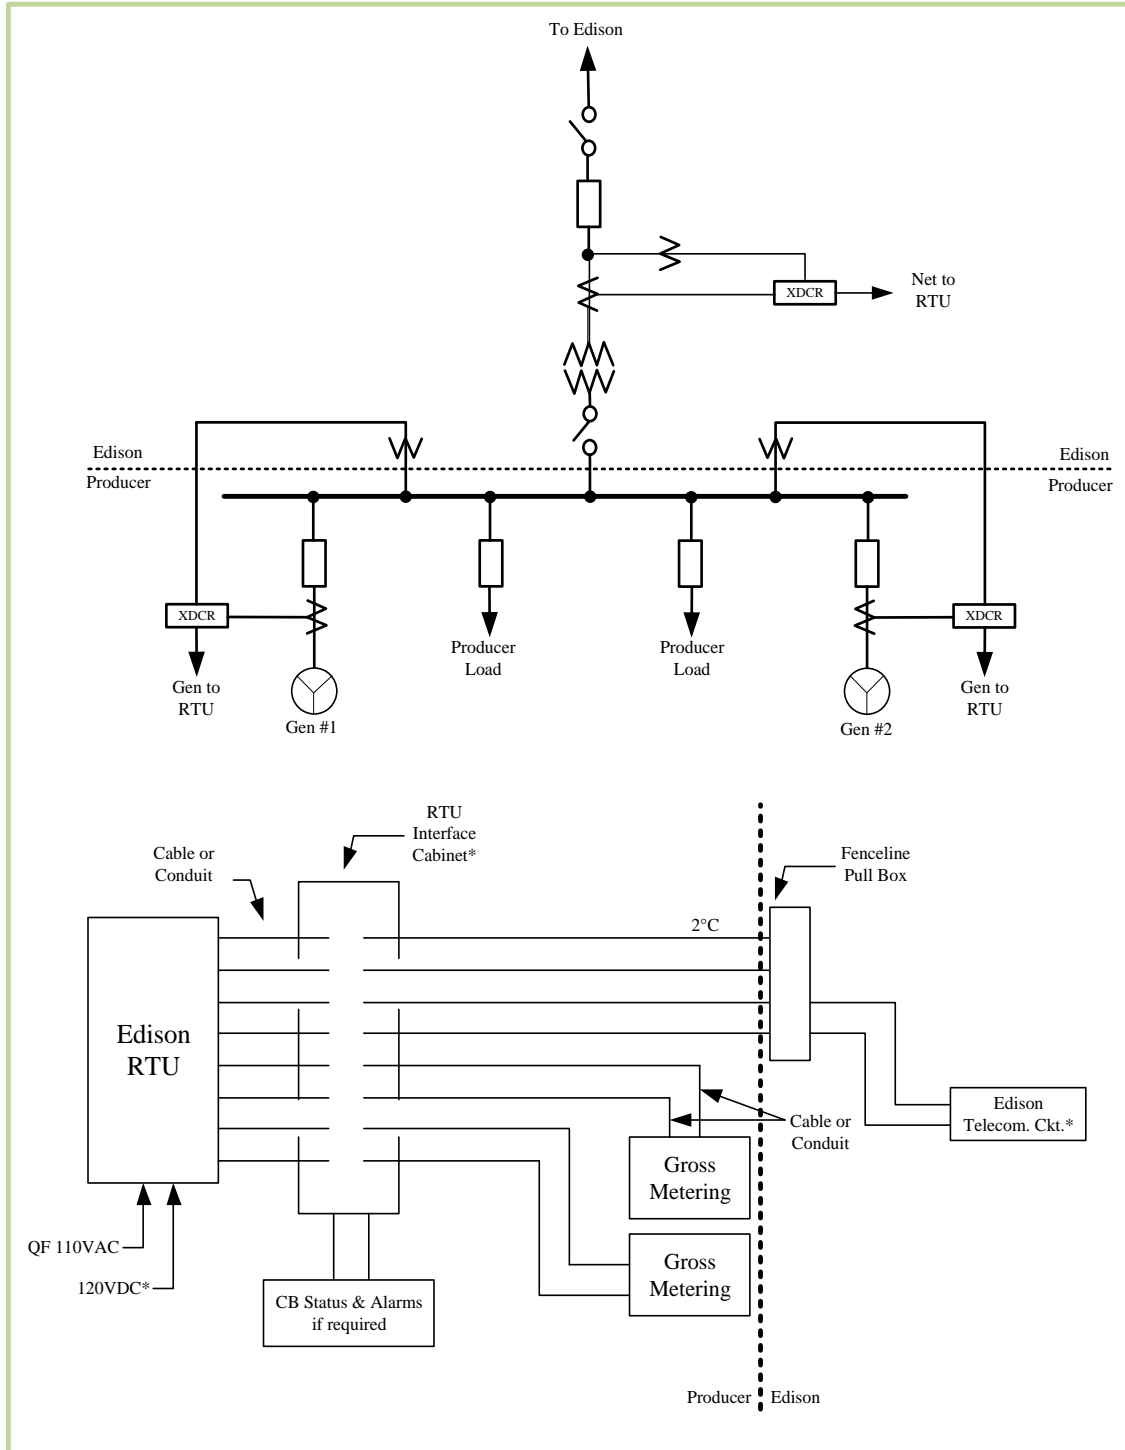 To Edison
XDCR
Net to
RTU
Edison
Producer
Edison
Producer
XDCR
Gen to
RTU
Gen #1
Producer
Load
Producer
Load
Gen #2
XDCR
Gen to
RTU
RTU
Interface
Cabinet*
Cable or
Conduit
Fenceline
Pull Box
2°C
Edison
RTU
Edison
Telecom. Ckt.*
Cable or
Conduit
Gross
Metering
Gross
Metering
QF 110VAC
120VDC*
CB Status & Alarms
if required
Producer
Edison